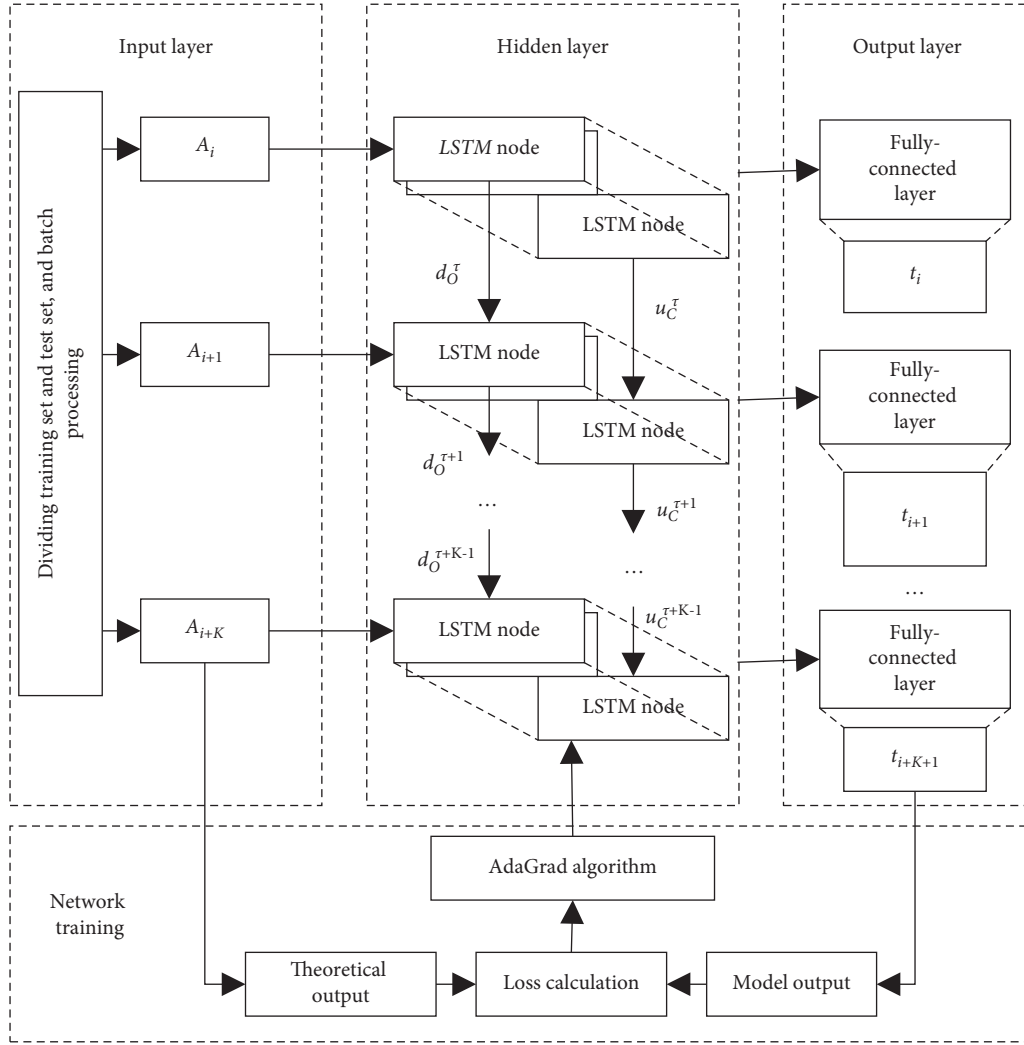 Input layer
Hidden layer
Output layer
Dividing training set and test set, and batch
processing
A_i
LSTM node
LSTM node
Fully-
connected
layer
t_i
d_O^τ
u_C^τ
A_{i+1}
LSTM node
LSTM node
Fully-
connected
layer
t_{i+1}
d_O^{τ+1}
u_C^{τ+1}
...
...
...
d_O^{τ+K-1}
u_C^{τ+K-1}
A_{i+K}
LSTM node
LSTM node
Fully-
connected
layer
t_{i+K+1}
Network
training
AdaGrad algorithm
Theoretical
output
Loss calculation
Model output